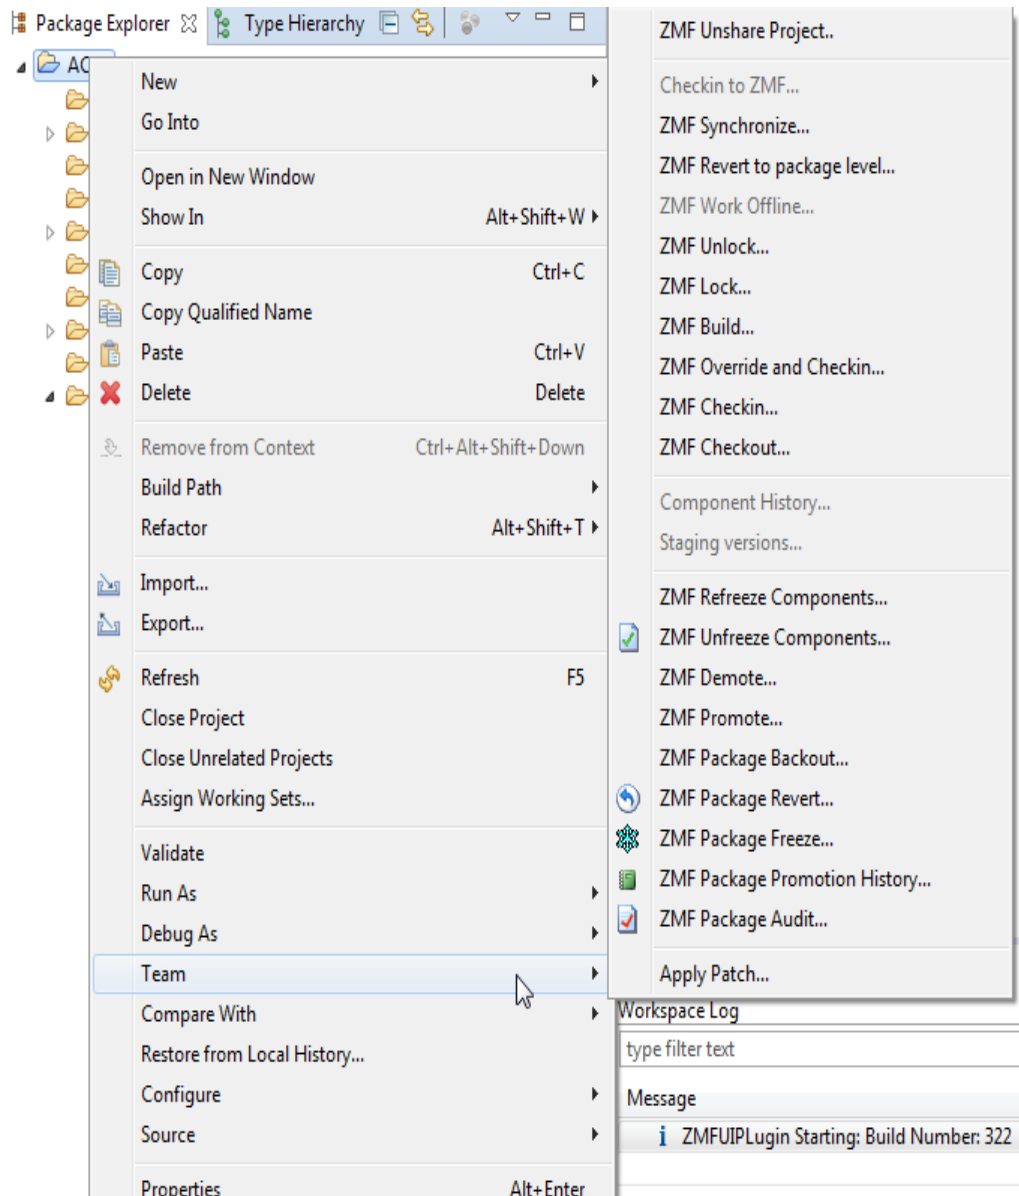 Package Explorer
Type Hierarchy
New
Go Into
Open in New Window
Show In Alt+Shift+W
Copy Ctrl+C
Copy Qualified Name
Paste Ctrl+V
Delete Delete
Remove from Context Ctrl+Alt+Shift+Down
Build Path
Refactor Alt+Shift+T
Import...
Export...
Refresh F5
Close Project
Close Unrelated Projects
Assign Working Sets...
Validate
Run As
Debug As
Team
Compare With
Restore from Local History...
Configure
Source
Properties Alt+Enter
ZMF Unshare Project..
Checkin to ZMF...
ZMF Synchronize...
ZMF Revert to package level...
ZMF Work Offline...
ZMF Unlock...
ZMF Lock...
ZMF Build...
ZMF Override and Checkin...
ZMF Checkin...
ZMF Checkout...
Component History...
Staging versions...
ZMF Refreeze Components...
ZMF Unfreeze Components...
ZMF Demote...
ZMF Promote...
ZMF Package Backout...
ZMF Package Revert...
ZMF Package Freeze...
ZMF Package Promotion History...
ZMF Package Audit...
Apply Patch...
Workspace Log
type filter text
Message
ZMFUIPLugin Starting: Build Number: 322